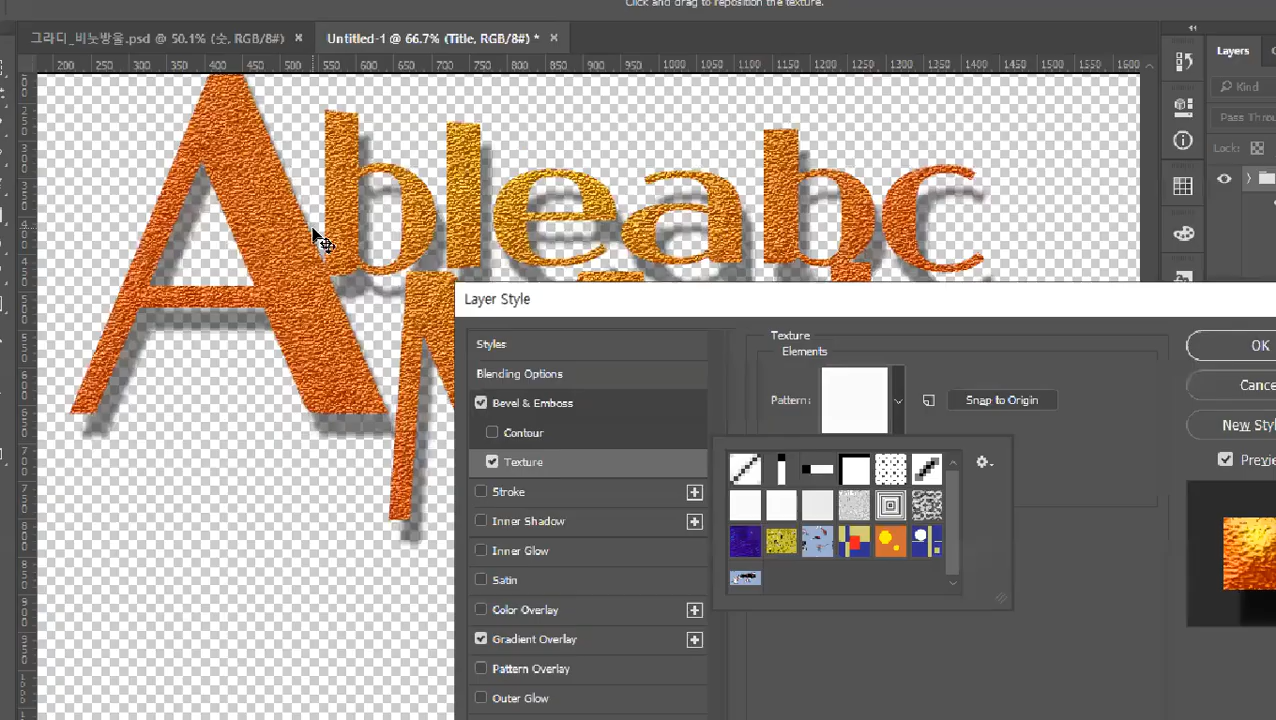 Click and drag to reposition the texture.
그라디_비눗방울.psd @ 50.1% (숫, RGB/8#) ×
Untitled-1 @ 66.7% (Title, RGB/8#) * ×
200 250 300 350 400 450 500 550 600 650 700 750 800 850 900 950 1000 1050 1100 1150 1200 1250 1300 1350 1400 1450 1500 1550 1600
Layers
Kind
Pass Throu
Lock:
Ableabc
Layer Style
Styles
Blending Options
Bevel & Emboss
Contour
Texture
Stroke
Inner Shadow
Inner Glow
Satin
Color Overlay
Gradient Overlay
Pattern Overlay
Outer Glow
Texture
Elements
Pattern:
Snap to Origin
OK
Cance
New Styl
Previe